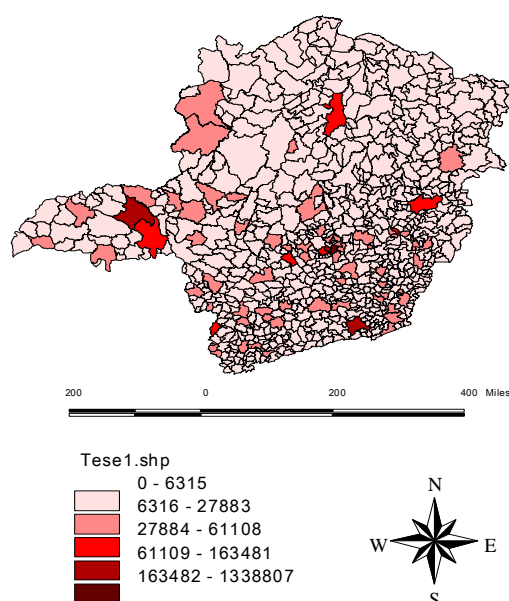 200 0 200 400 Miles
Tese1.shp
0 - 6315
6316 - 27883
27884 - 61108
61109 - 163481
163482 - 1338807
N
W E
S